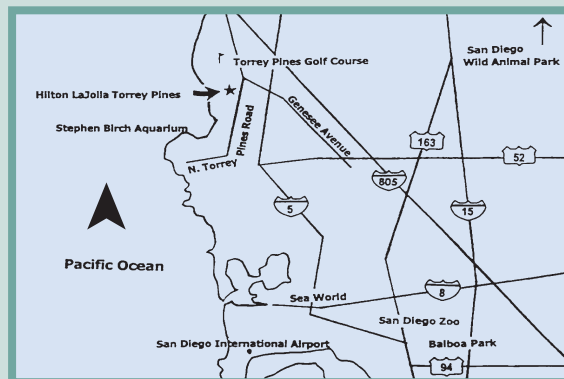 San Diego
Wild Animal Park
Torrey Pines Golf Course
Hilton LaJolla Torrey Pines
Stephen Birch Aquarium
Genesee Avenue
N. Torrey Pines Road
163
52
805
5
15
Pacific Ocean
8
Sea World
San Diego Zoo
San Diego International Airport
Balboa Park
94